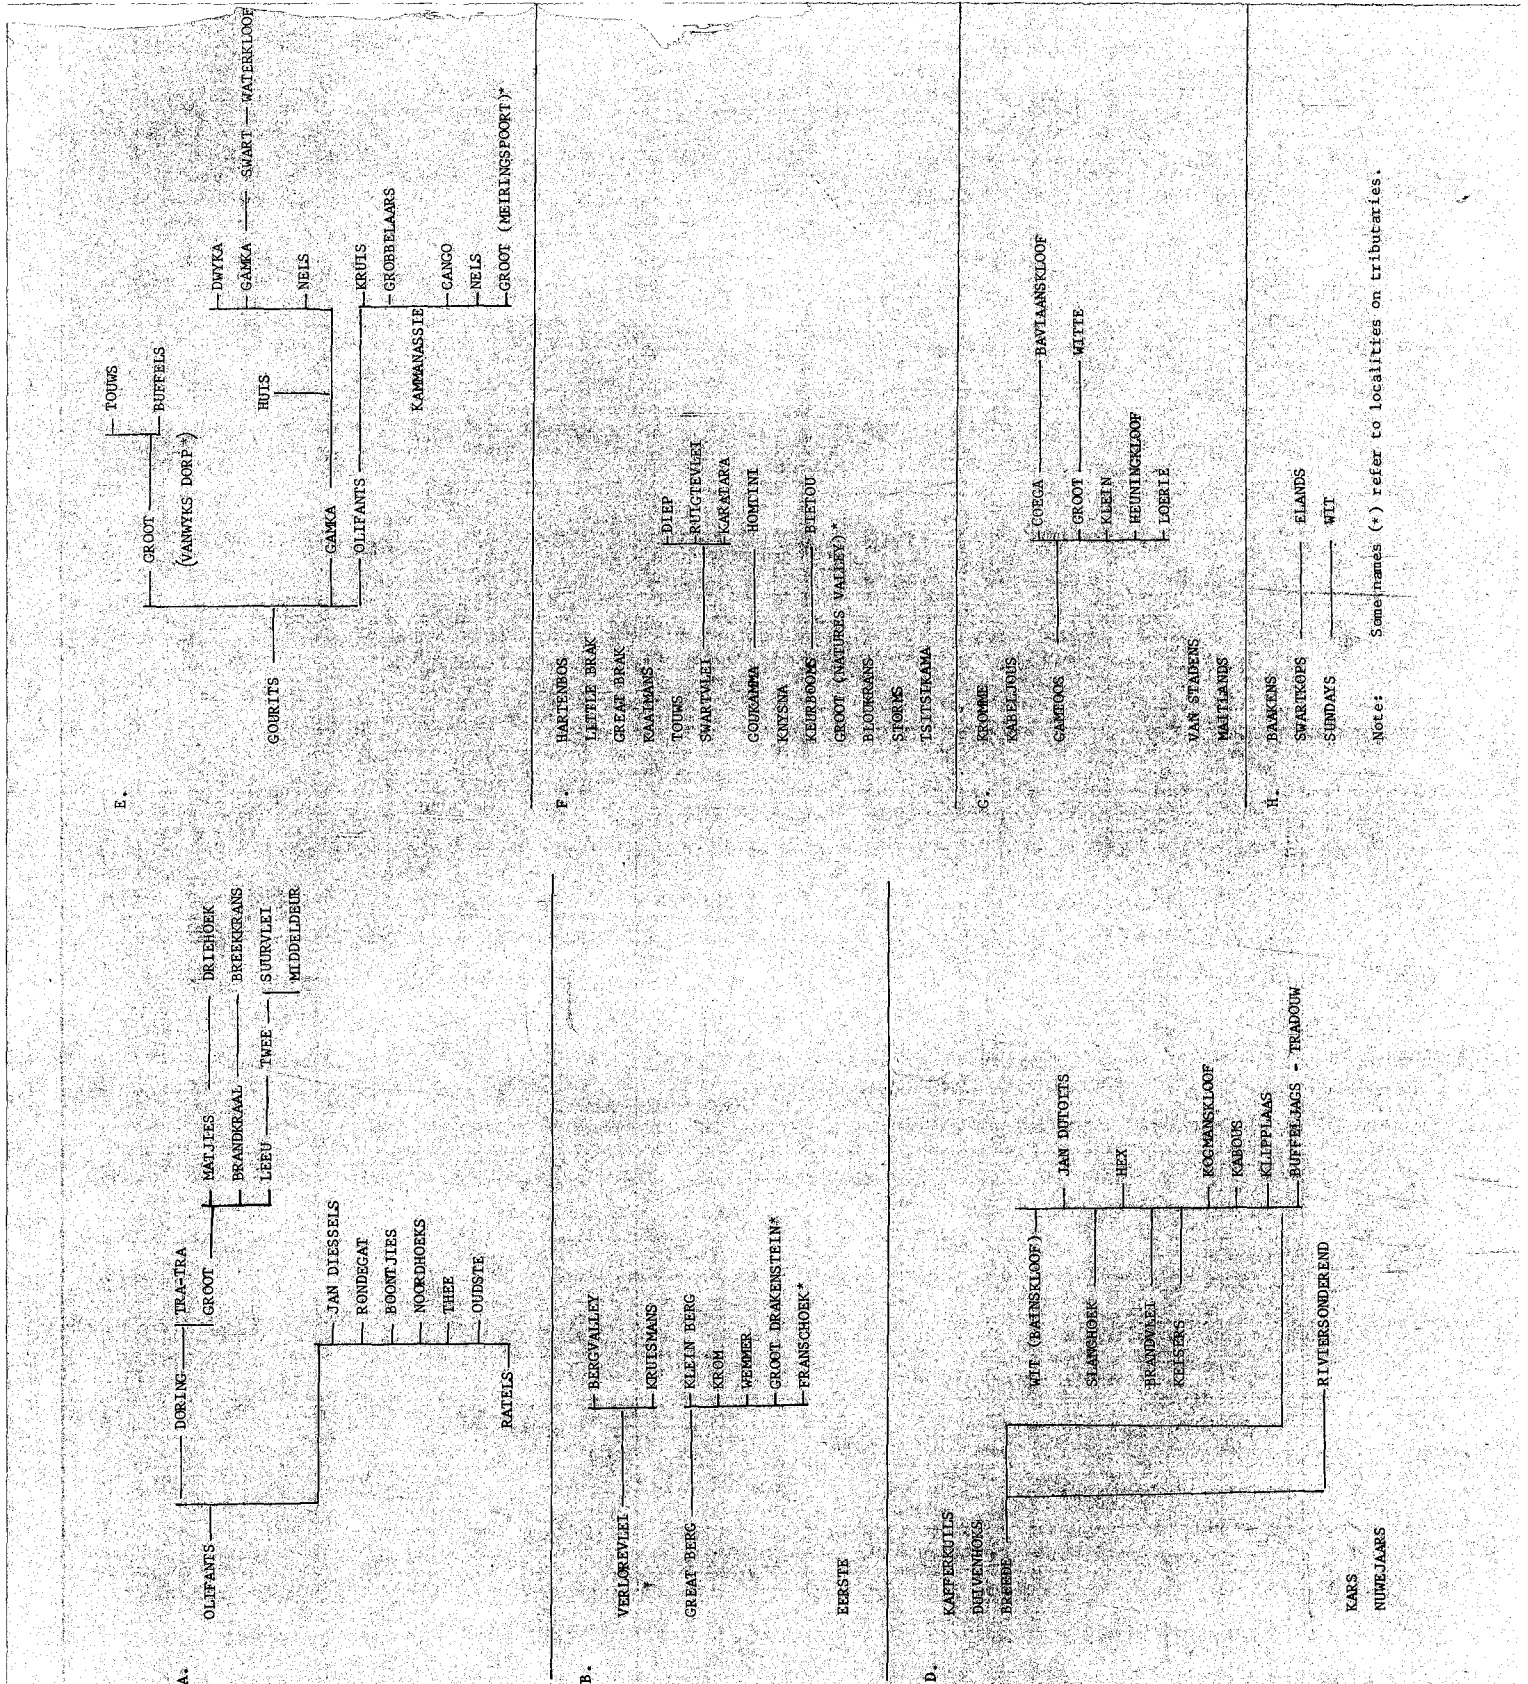 A.
OLIFANTS
DORING
TRA-TRA
GROOT
MATJIES
DRIEHOEK
BRANDKRAAL
BREEKKRANS
LEEU
TWEE
SUURVLEI
MIDDELDEUR
JAN DIESSELS
RONDEGAT
BOONTJIES
NOORDHOEKS
THEE
OUDSTE
RATELS
B.
VERLOREVLEI
BERGVALLEY
KRUISMANS
GREAT BERG
KLEIN BERG
KROM
WEMMER
GROOT DRAKENSTEIN*
FRANSCHOEK*
EERSTE
D.
KAFFERKUILS
DUIVENHOKS
BREEDE
WIT (BAINSKLOOF)
JAN DUTOITS
SLANGHOEK
HEX
BRANDVLEI
KEISERS
KOGMANSKLOOF
KABOUS
KLIPPLAAS
BUFFELJAGS - TRADOUW
RIVIERSONDEREND
KARS
NUWEJAARS
E.
GOURITS
GROOT
(VANWYKS DORP*)
TOUWS
BUFFELS
GAMKA
HUIS
DWYKA
GAMKA
SWART
WATERKLOOF
NELS
OLIFANTS
KRUIS
GROBBELAARS
KAMMANASSIE
CANGO
NELS
GROOT (MEIRINGSPOORT)*
F.
HARTENBOS
LITTLE BRAK
GREAT BRAK
KAAIMANS
TOUWS
SWARTVLEI
DIEP
RUIGTEVLEI
KARATARA
GOUKAMMA
HOMTINI
KNYSNA
KEURBOOMS
BIETOU
GROOT (NATURES VALLEY)*
BLOUKRANS
STORMS
TSITSIKAMA
G.
KROMME
KABELJOUS
GAMTOOS
COEGA
BAVIAANSKLOOF
GROOT
WITTE
KLEIN
HEUNINGKLOOF
LOERIE
VAN STADENS
MAITLANDS
H.
BAAKENS
SWARTKOPS
ELANDS
SUNDAYS
WIT
Note: Some names (*) refer to localities on tributaries.